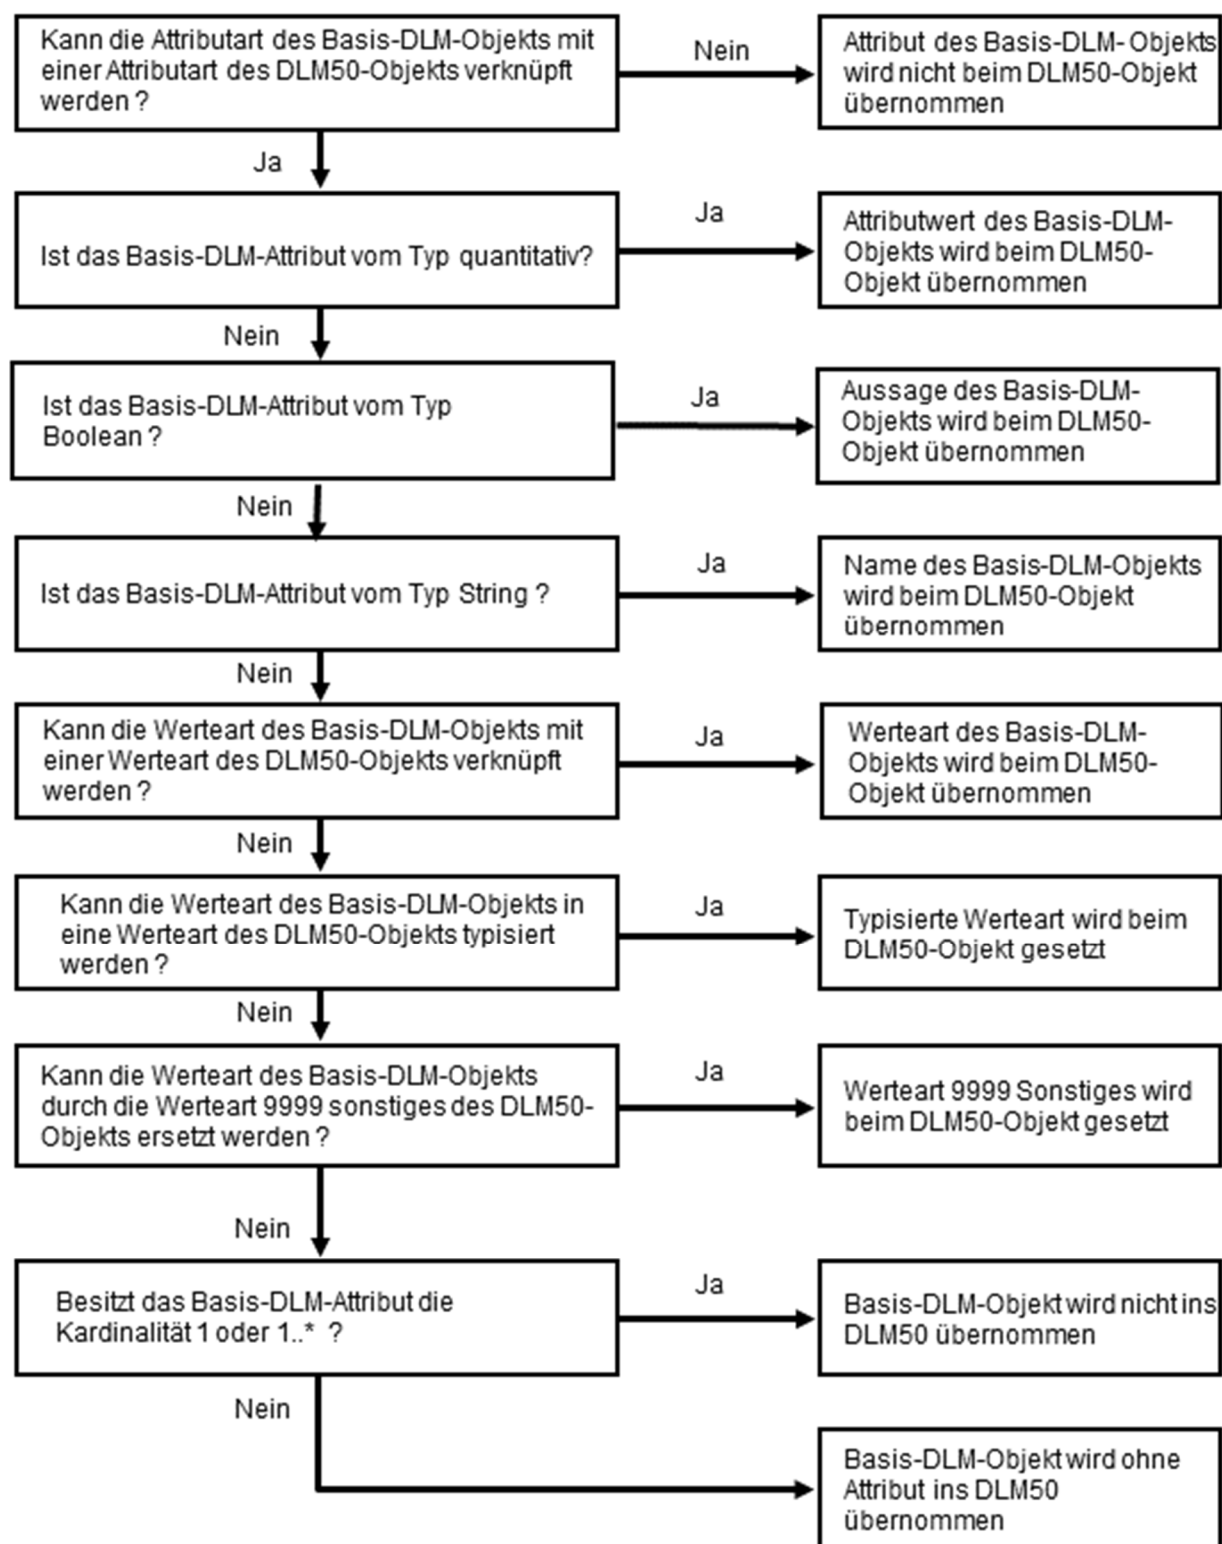 Kann die Attributart des Basis-DLM-Objekts mit
einer Attributart des DLM50-Objekts verknüpft
werden ?
Nein
Attribut des Basis-DLM- Objekts
wird nicht beim DLM50-Objekt
übernommen
Ja
Ist das Basis-DLM-Attribut vom Typ quantitativ?
Ja
Attributwert des Basis-DLM-
Objekts wird beim DLM50-
Objekt übernommen
Nein
Ist das Basis-DLM-Attribut vom Typ
Boolean ?
Ja
Aussage des Basis-DLM-
Objekts wird beim DLM50-
Objekt übernommen
Nein
Ist das Basis-DLM-Attribut vom Typ String ?
Ja
Name des Basis-DLM-Objekts
wird beim DLM50-Objekt
übernommen
Nein
Kann die Werteart des Basis-DLM-Objekts mit
einer Werteart des DLM50-Objekts verknüpft
werden ?
Ja
Werteart des Basis-DLM-
Objekts wird beim DLM50-
Objekt übernommen
Nein
Kann die Werteart des Basis-DLM-Objekts in
eine Werteart des DLM50-Objekts typisiert
werden ?
Ja
Typisierte Werteart wird beim
DLM50-Objekt gesetzt
Nein
Kann die Werteart des Basis-DLM-Objekts
durch die Werteart 9999 sonstiges des DLM50-
Objekts ersetzt werden ?
Ja
Werteart 9999 Sonstiges wird
beim DLM50-Objekt gesetzt
Nein
Besitzt das Basis-DLM-Attribut die
Kardinalität 1 oder 1..* ?
Ja
Basis-DLM-Objekt wird nicht ins
DLM50 übernommen
Nein
Basis-DLM-Objekt wird ohne
Attribut ins DLM50
übernommen